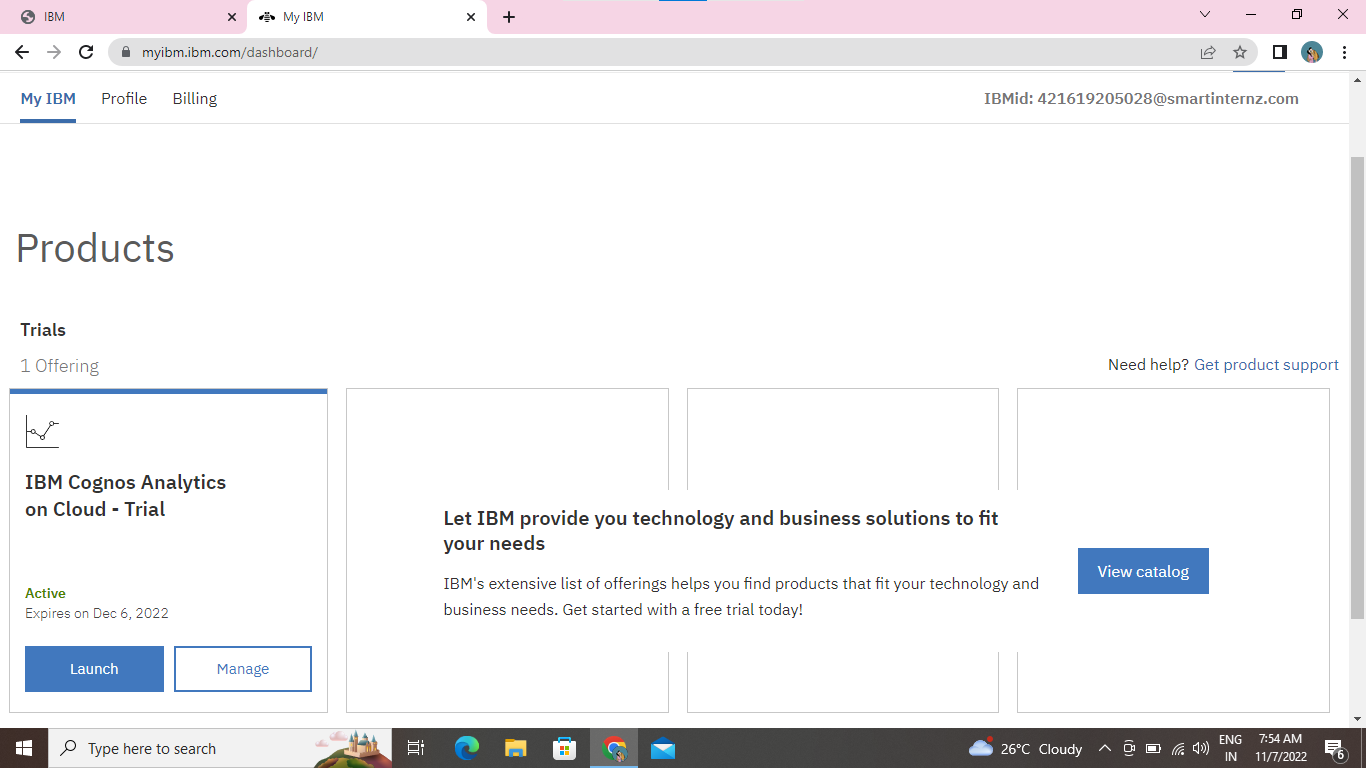 IBM
My IBM
myibm.ibm.com/dashboard/
My IBM Profile Billing IBMid: 421619205028@smartinternz.com
Products
Trials
1 Offering
Need help? Get product support
IBM Cognos Analytics
on Cloud - Trial
Active
Expires on Dec 6, 2022
Launch Manage
Let IBM provide you technology and business solutions to fit
your needs
IBM's extensive list of offerings helps you find products that fit your technology and
business needs. Get started with a free trial today!
View catalog
Type here to search
26°C Cloudy
ENG
IN
7:54 AM
11/7/2022
6